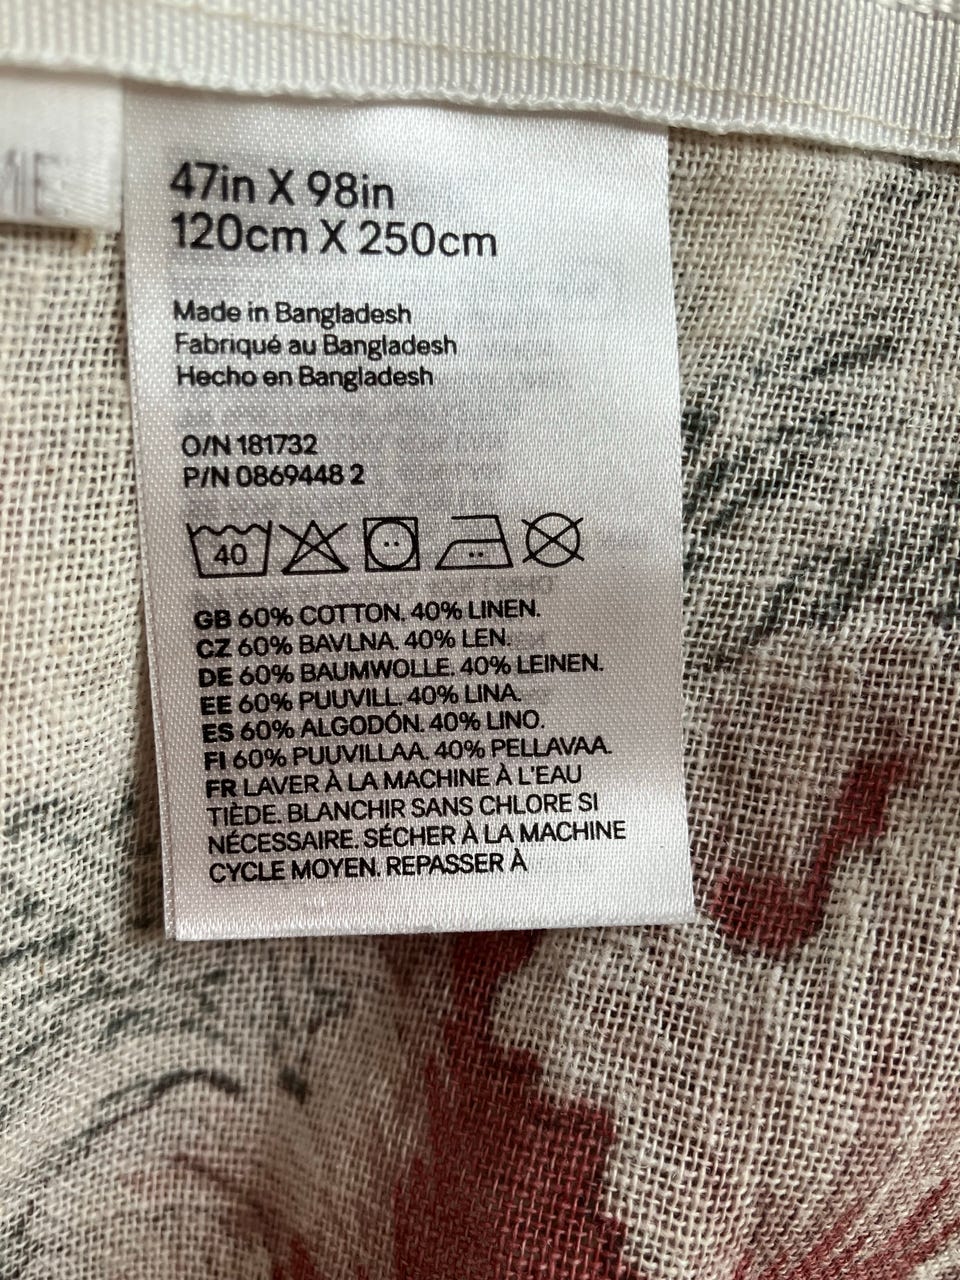 47in X 98in
120cm X 250cm
Made in Bangladesh
Fabriqué au Bangladesh
Hecho en Bangladesh
O/N 181732
P/N 0869448 2
40
GB 60% COTTON. 40% LINEN.
CZ 60% BAVLNA. 40% LEN.
DE 60% BAUMWOLLE. 40% LEINEN.
EE 60% PUUVILL. 40% LINA.
ES 60% ALGODÓN. 40% LINO.
FI 60% PUUVILLAA. 40% PELLAVAA.
FR LAVER À LA MACHINE À L'EAU
TIÈDE. BLANCHIR SANS CHLORE SI
NÉCESSAIRE. SÉCHER À LA MACHINE
CYCLE MOYEN. REPASSER À